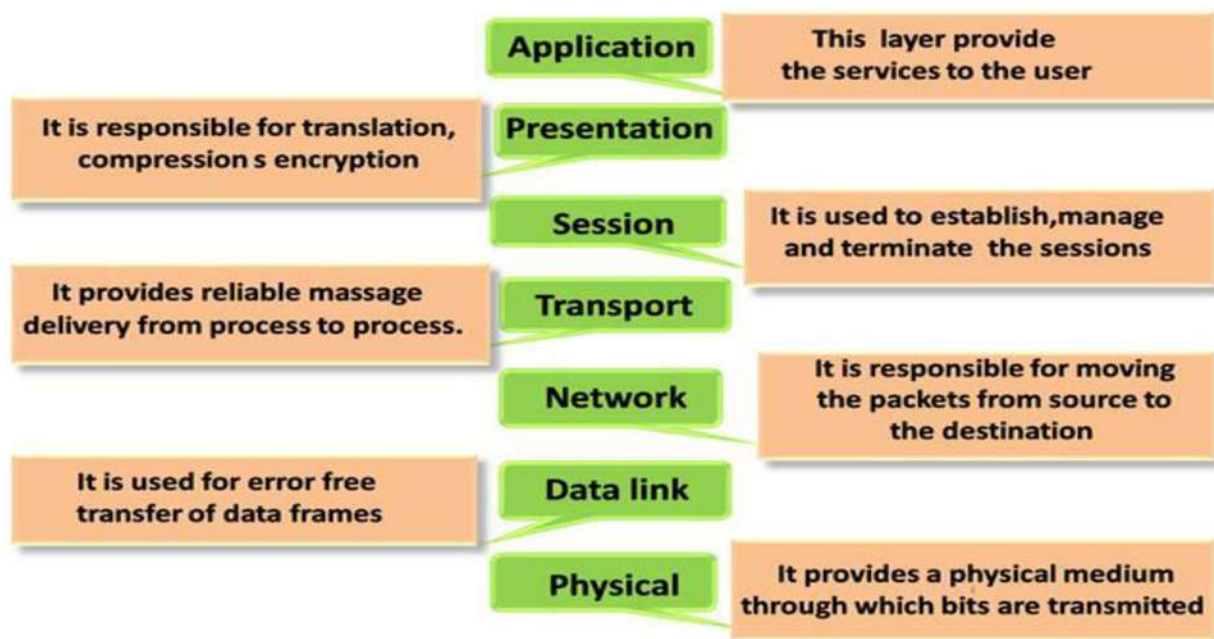 Application
This layer provide
the services to the user
Presentation
It is responsible for translation,
compression s encryption
Session
It is used to establish,manage
and terminate the sessions
Transport
It provides reliable massage
delivery from process to process.
Network
It is responsible for moving
the packets from source to
the destination
Data link
It is used for error free
transfer of data frames
Physical
It provides a physical medium
through which bits are transmitted